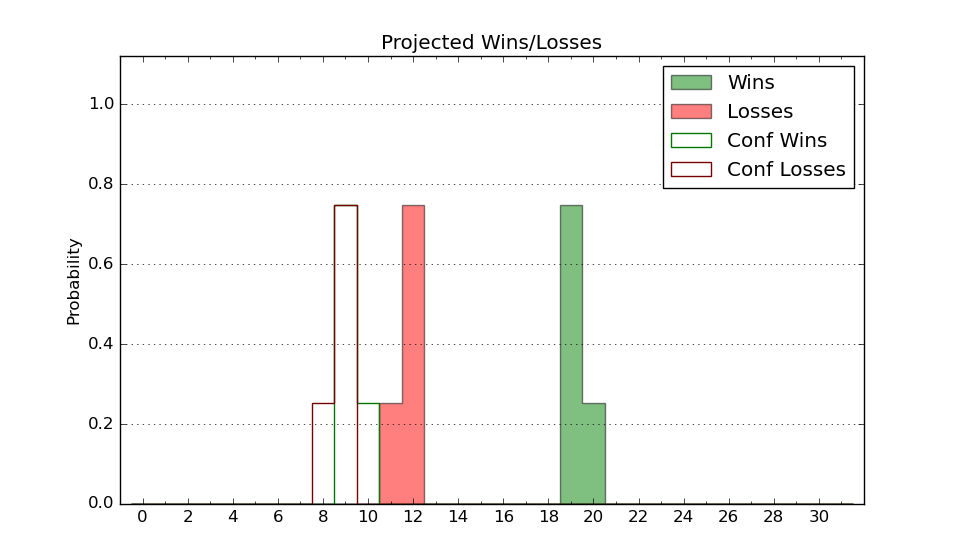 Projected Wins/Losses
Wins
Losses
Conf Wins
Conf Losses
Probability
1.0
0.8
0.6
0.4
0.2
0.0
0 2 4 6 8 10 12 14 16 18 20 22 24 26 28 30